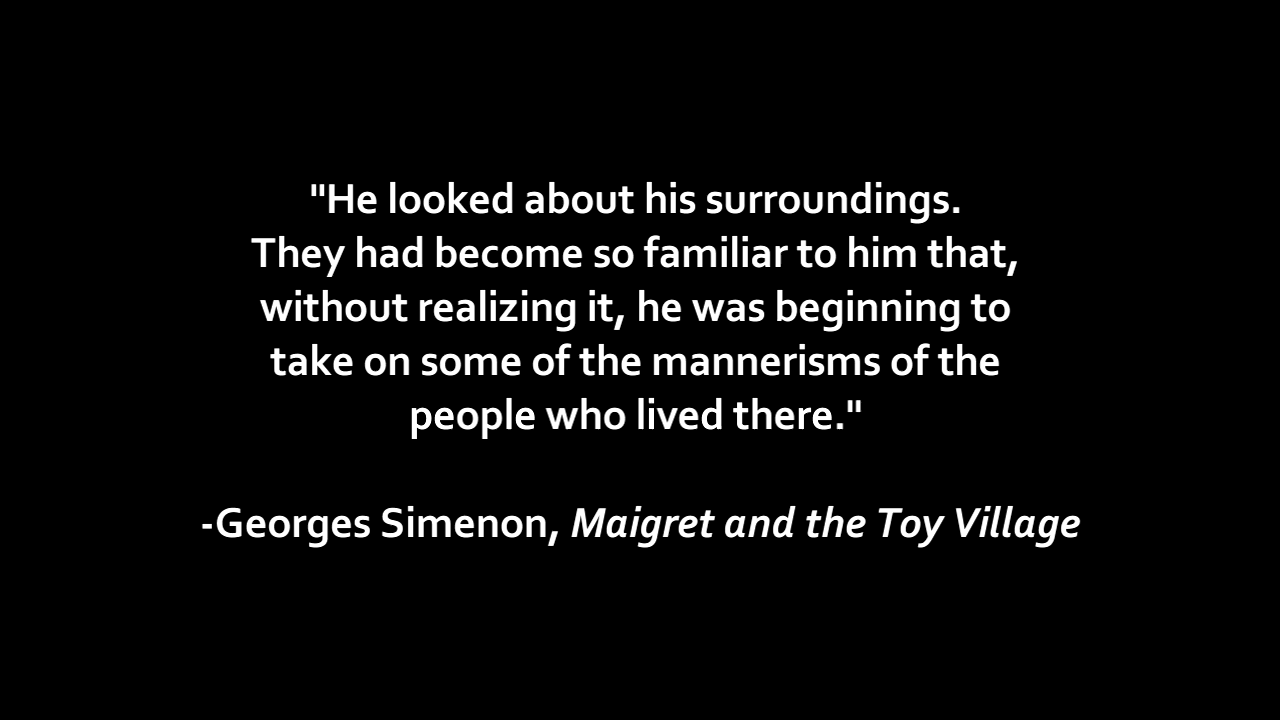 "He looked about his surroundings.
They had become so familiar to him that,
without realizing it, he was beginning to
take on some of the mannerisms of the
people who lived there."
-Georges Simenon, Maigret and the Toy Village